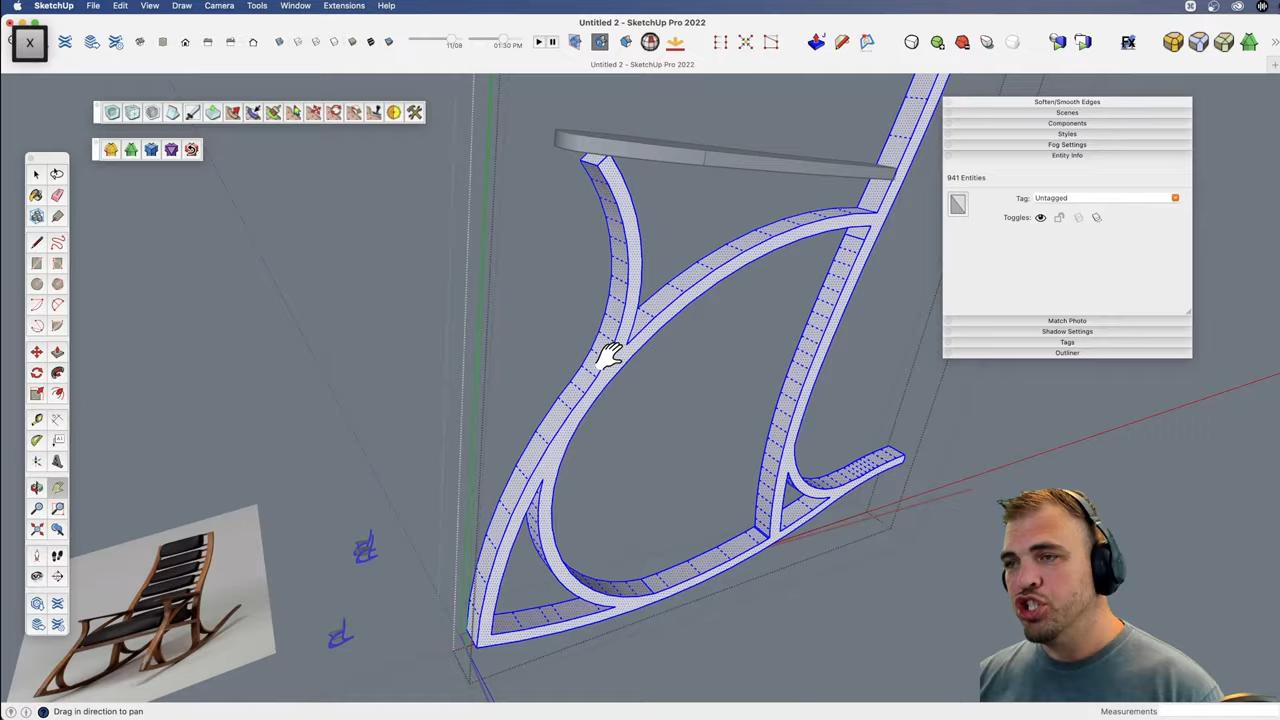 SketchUp File Edit View Camera Draw Tools Window Extensions Help
Untitled 2 - SketchUp Pro 2022
X
11/08
01:30 PM
Untitled 2 - SketchUp Pro 2022
Soften/Smooth Edges
Scenes
Components
Styles
Fog Settings
Entity Info
941 Entities
Tag: Untagged
Toggles:
Match Photo
Shadow Settings
Tags
Outliner
Drag in direction to pan
Measurements